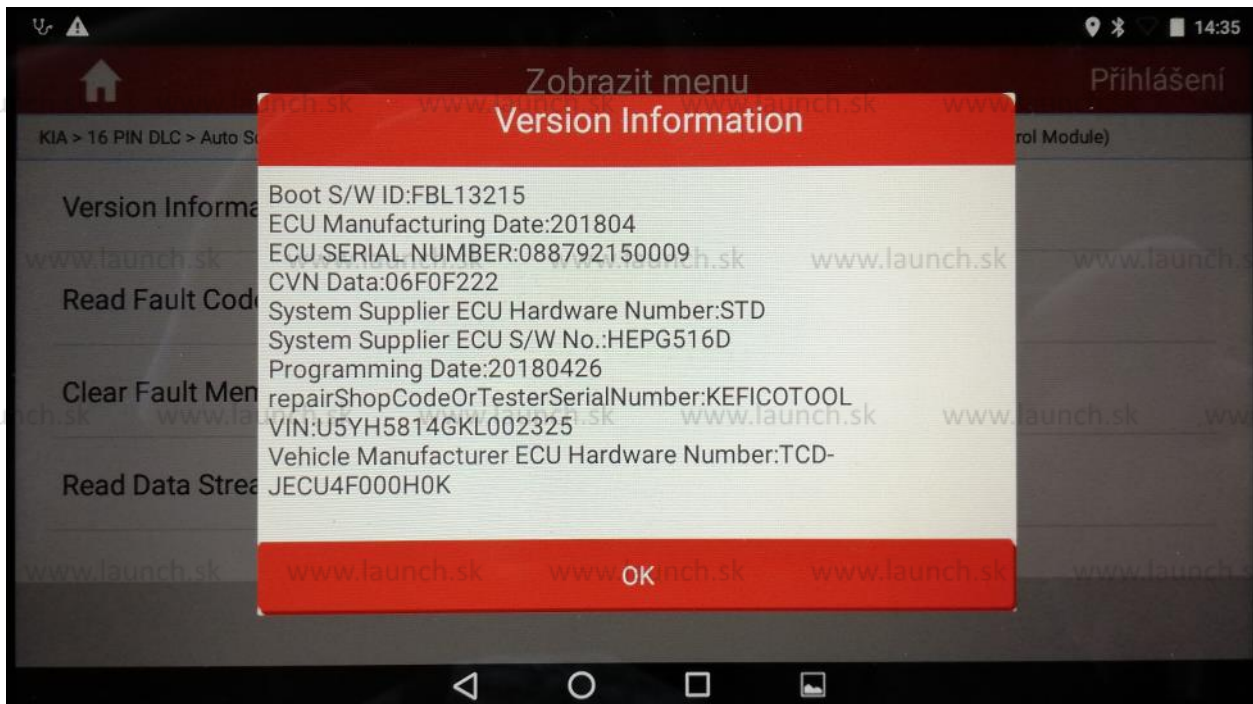 14:35
Zobrazit menu
Přihlášení
Version Information
KIA > 16 PIN DLC > Auto
rol Module)
Boot S/W ID:FBL13215
Version Informa
ECU Manufacturing Date:201804
ECU SERIAL NUMBER:088792150009
CVN Data:06F0F222
Read Fault Cod
System Supplier ECU Hardware Number:STD
System Supplier ECU S/W No.:HEPG516D
Programming Date:20180426
Clear Fault Mem
repairShopCodeOrTesterSerialNumber:KEFICOTOOL
VIN:U5YH5814GKL002325
Vehicle Manufacturer ECU Hardware Number:TCD-
Read Data Strea
JECU4F000H0K
OK
www.launch.sk